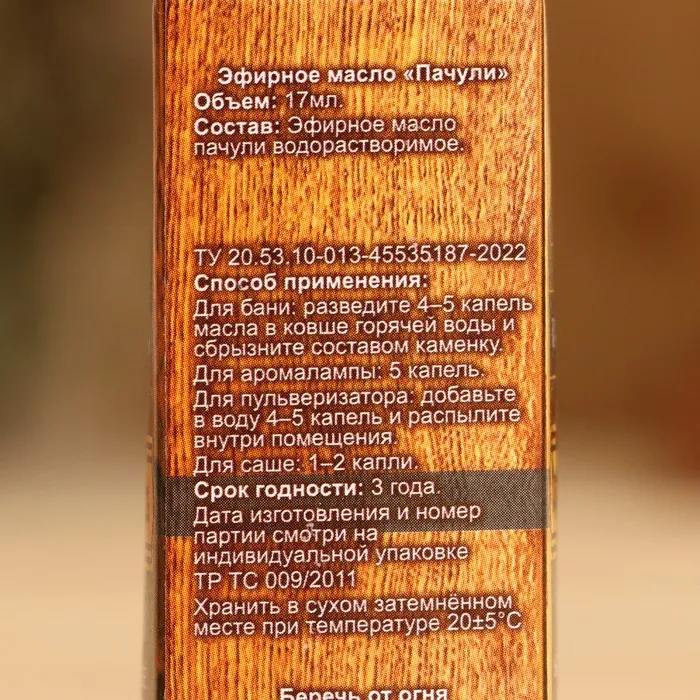 Эфирное масло «Пачули»
Объем: 17мл.
Состав: Эфирное масло
пачули водорастворимое.
ТУ 20.53.10-013-45535187-2022
Способ применения:
Для бани: разведите 4–5 капель
масла в ковше горячей воды и
сбрызните составом каменку.
Для аромалампы: 5 капель.
Для пульверизатора: добавьте
в воду 4–5 капель и распылите
внутри помещения.
Для саше: 1–2 капли.
Срок годности: 3 года.
Дата изготовления и номер
партии смотри на
индивидуальной упаковке
ТР ТС 009/2011
Хранить в сухом затемнённом
месте при температуре 20±5°С
Беречь от огня